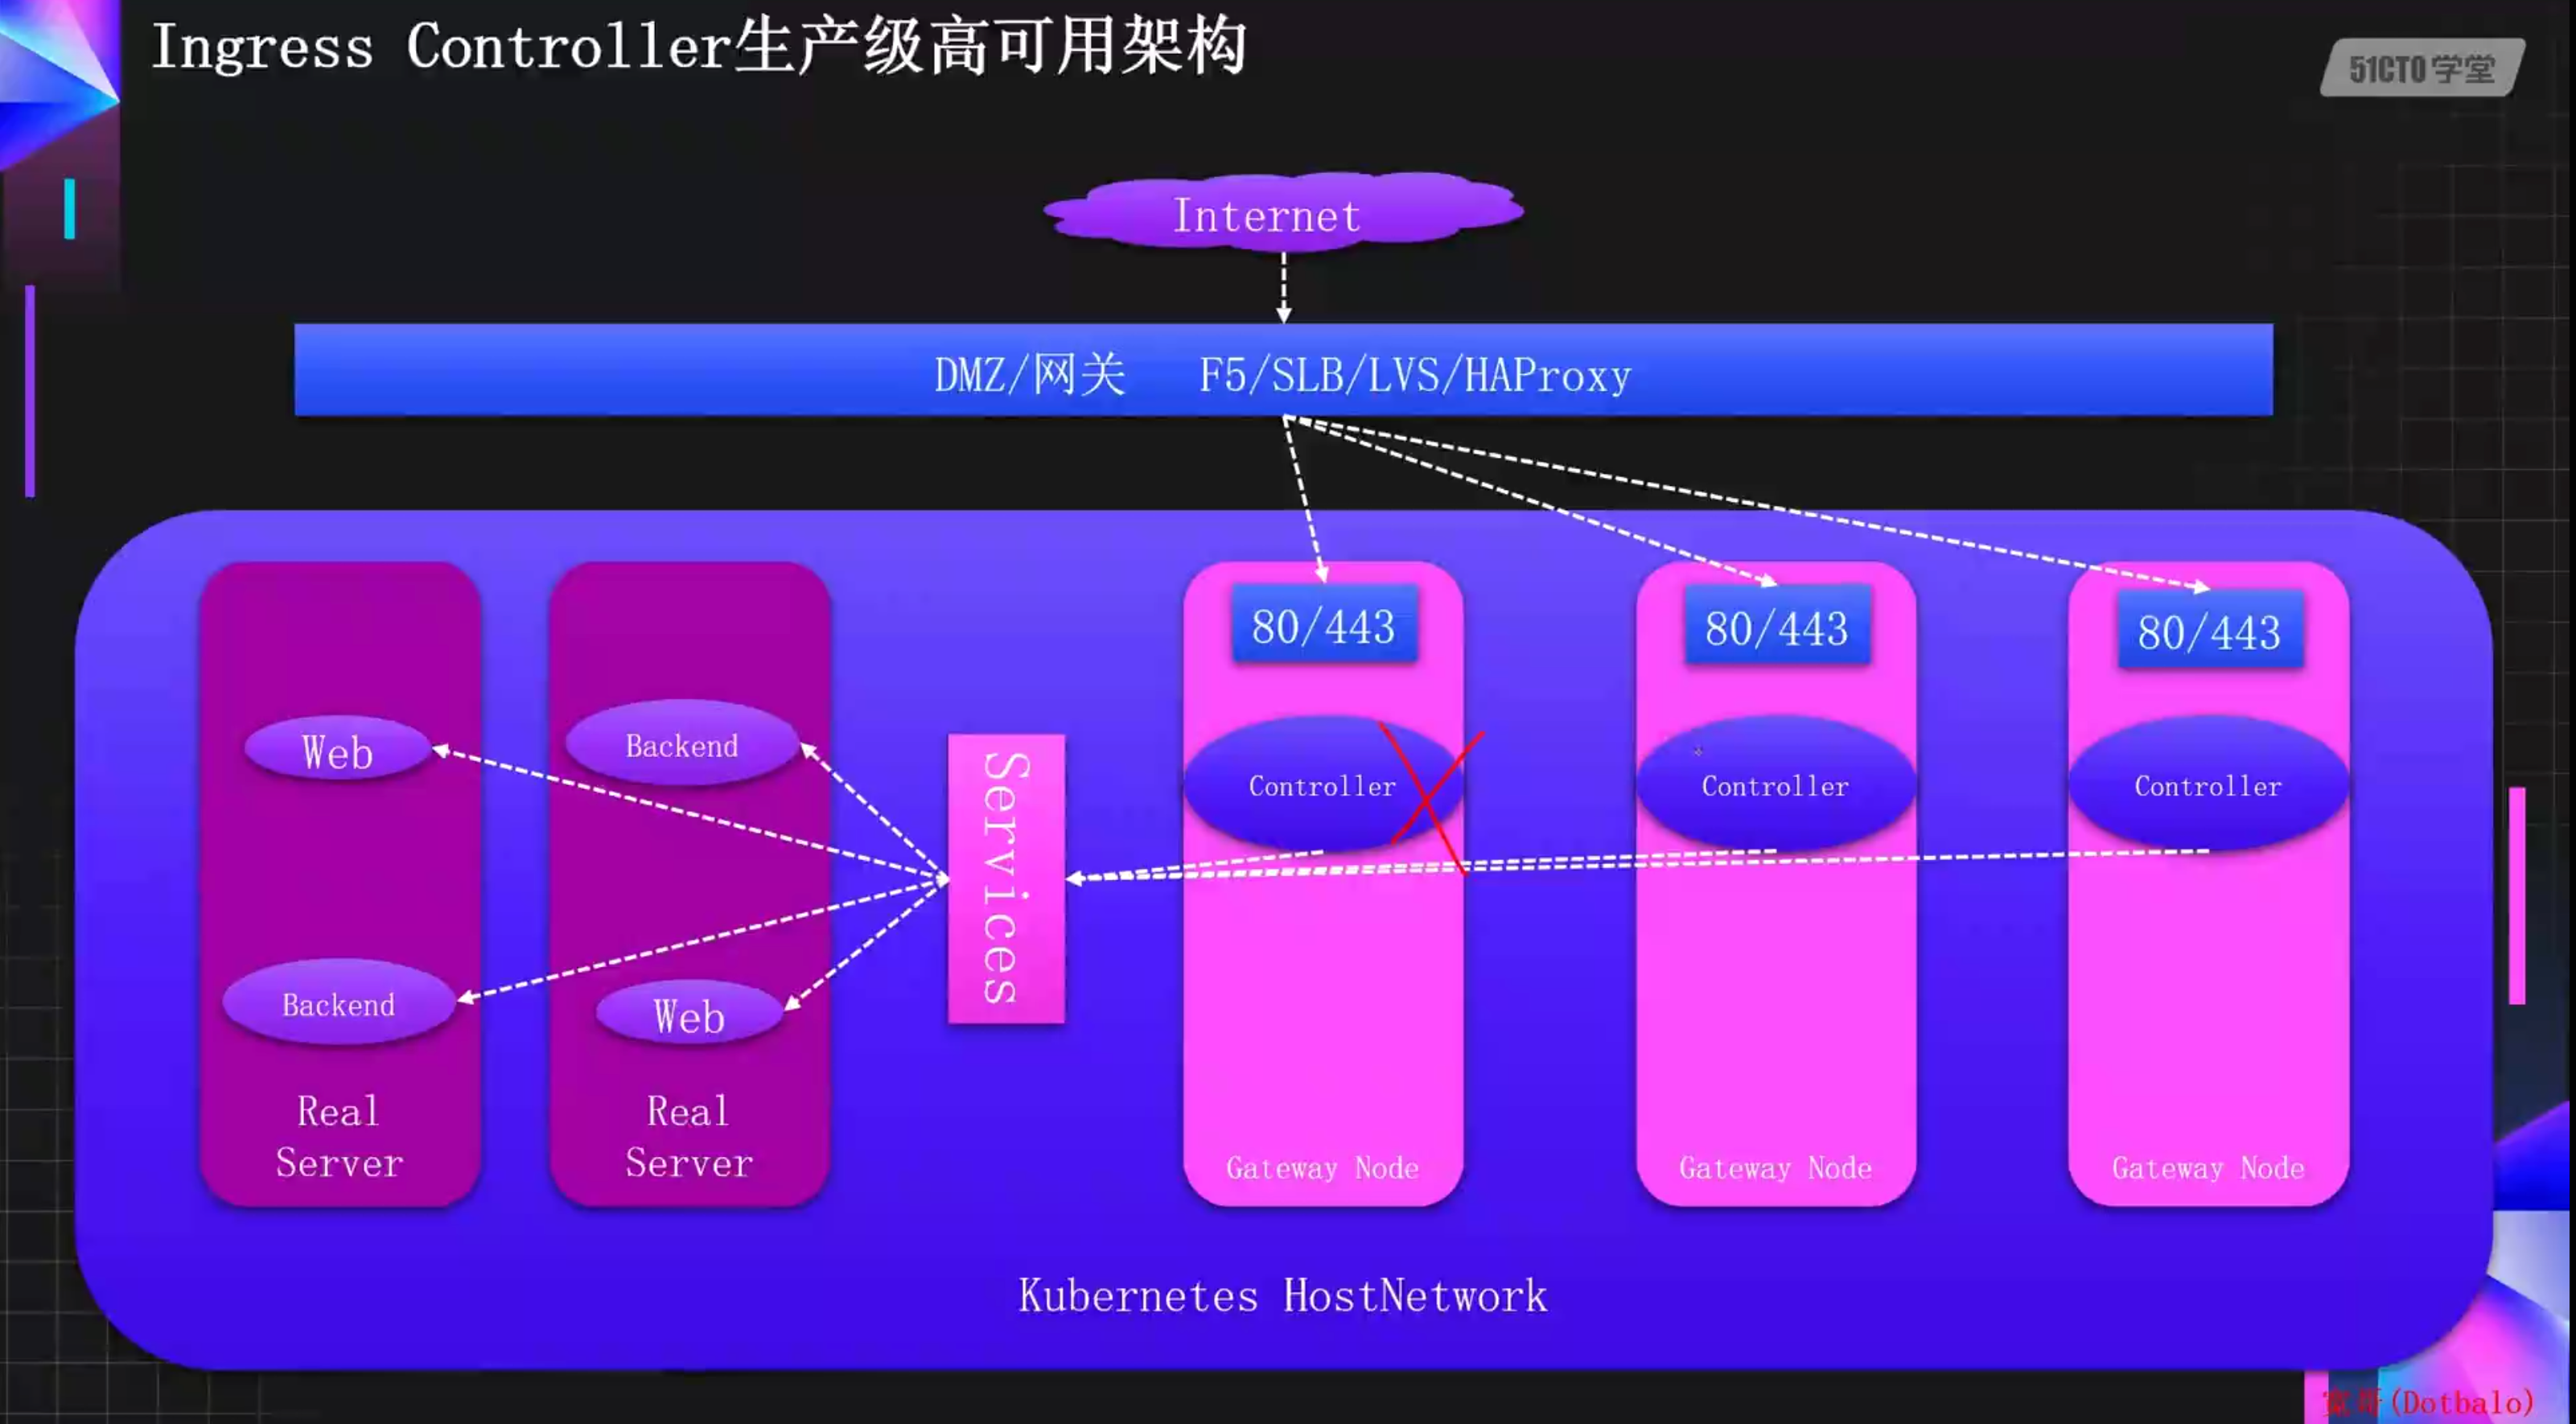 Ingress Controller生产级高可用架构
51CTO学堂
Internet
DMZ/网关 F5/SLB/LVS/HAProxy
80/443
80/443
80/443
Web
Backend
Services
Controller
Controller
Controller
Backend
Web
Real
Server
Real
Server
Gateway Node
Gateway Node
Gateway Node
Kubernetes HostNetwork
(Dotbalo)